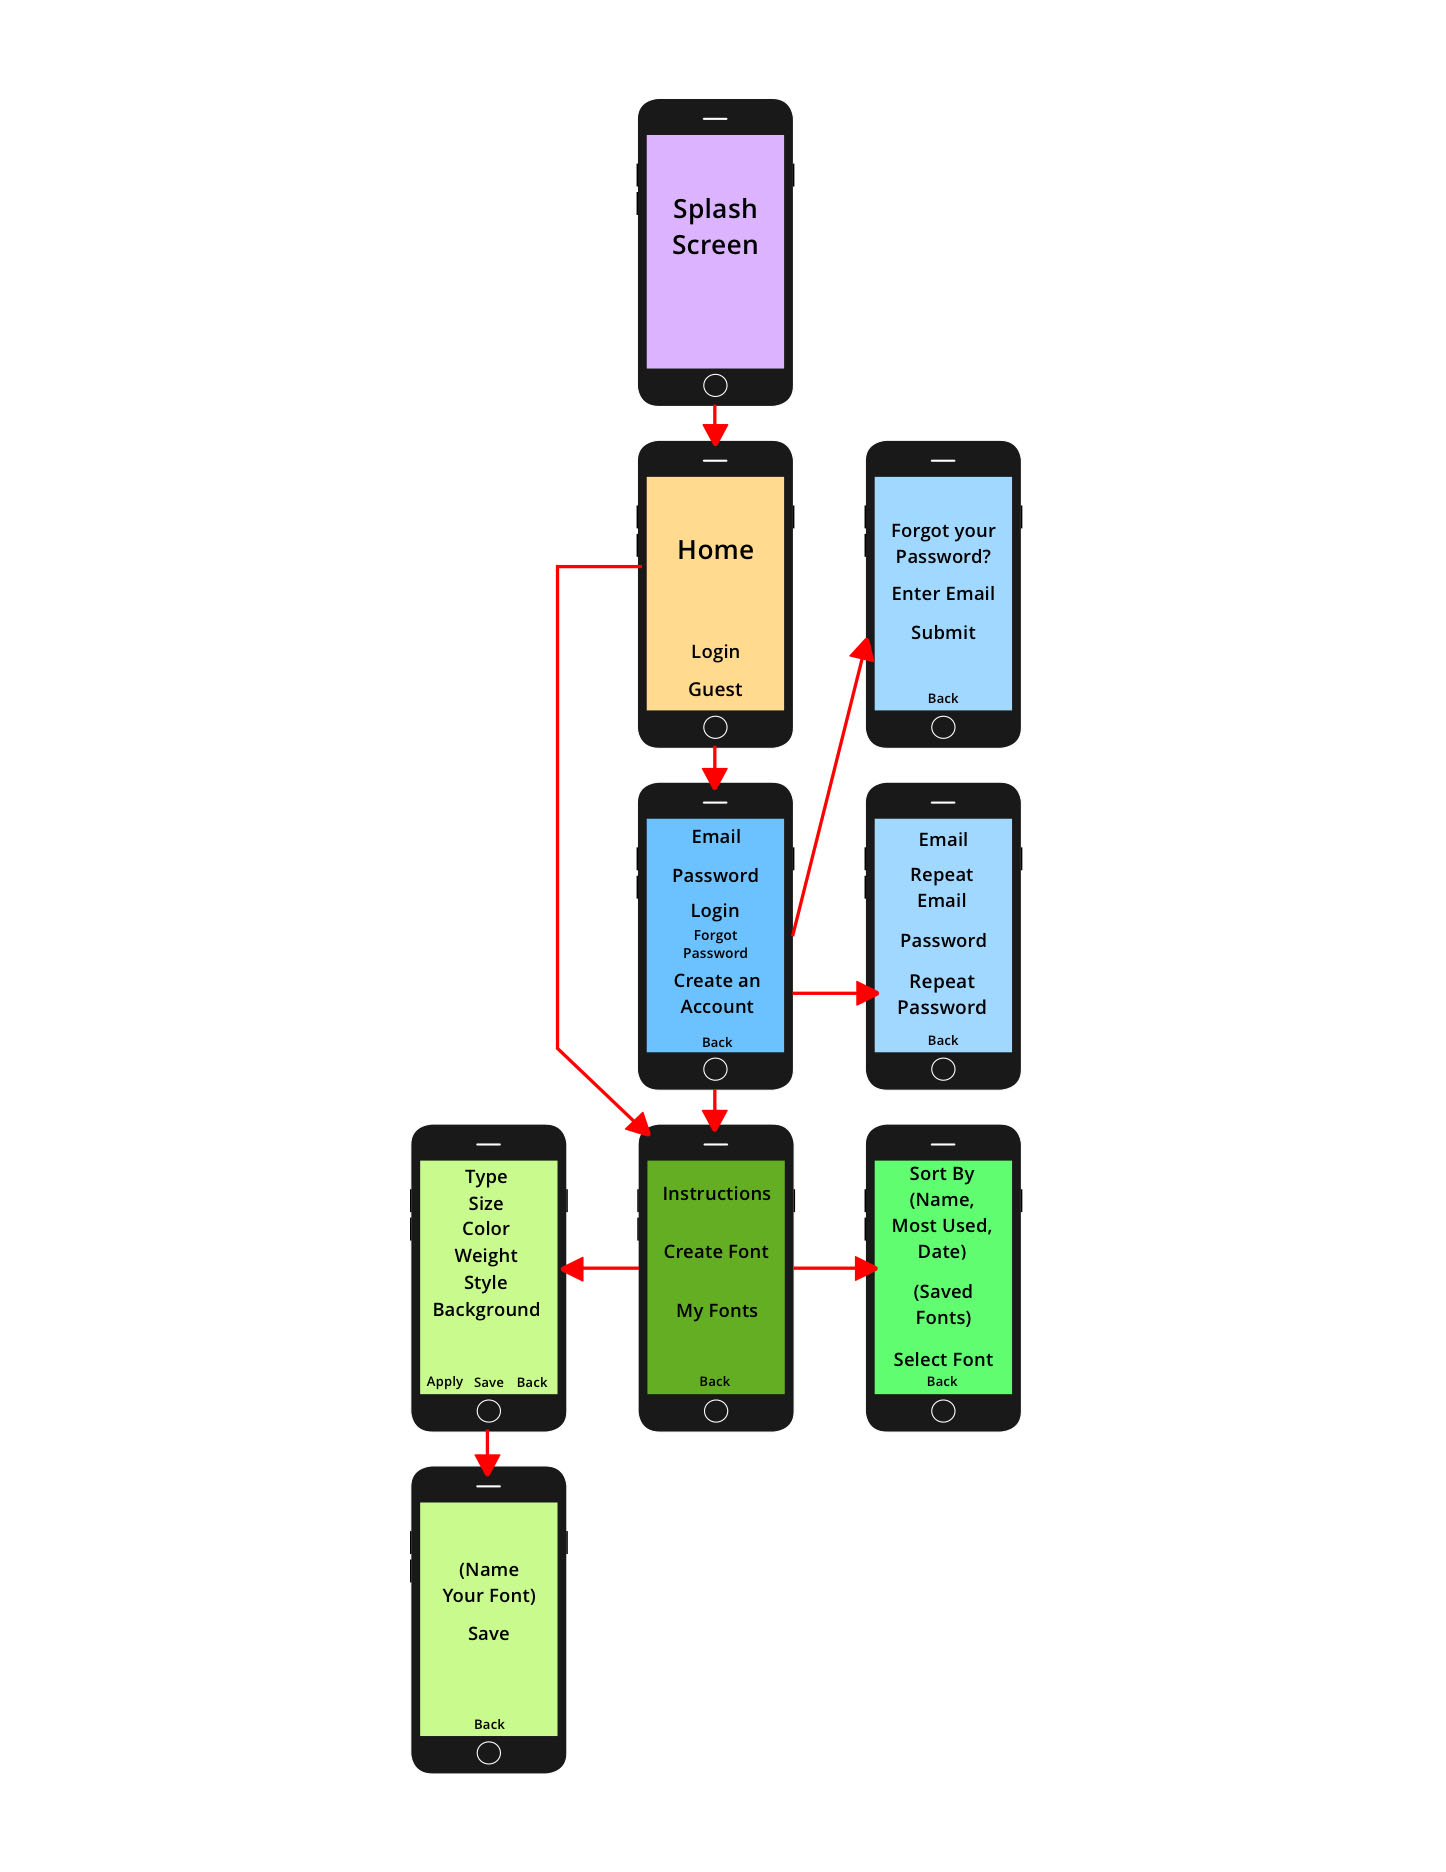 Splash
Screen
Home
Login
Guest
Forgot your
Password?
Enter Email
Submit
Back
Email
Password
Login
Forgot
Password
Create an
Account
Back
Email
Repeat
Email
Password
Repeat
Password
Back
Type
Size
Color
Weight
Style
Background
Apply Save Back
Instructions
Create Font
My Fonts
Back
Sort By
(Name,
Most Used,
Date)
(Saved
Fonts)
Select Font
Back
(Name
Your Font)
Save
Back